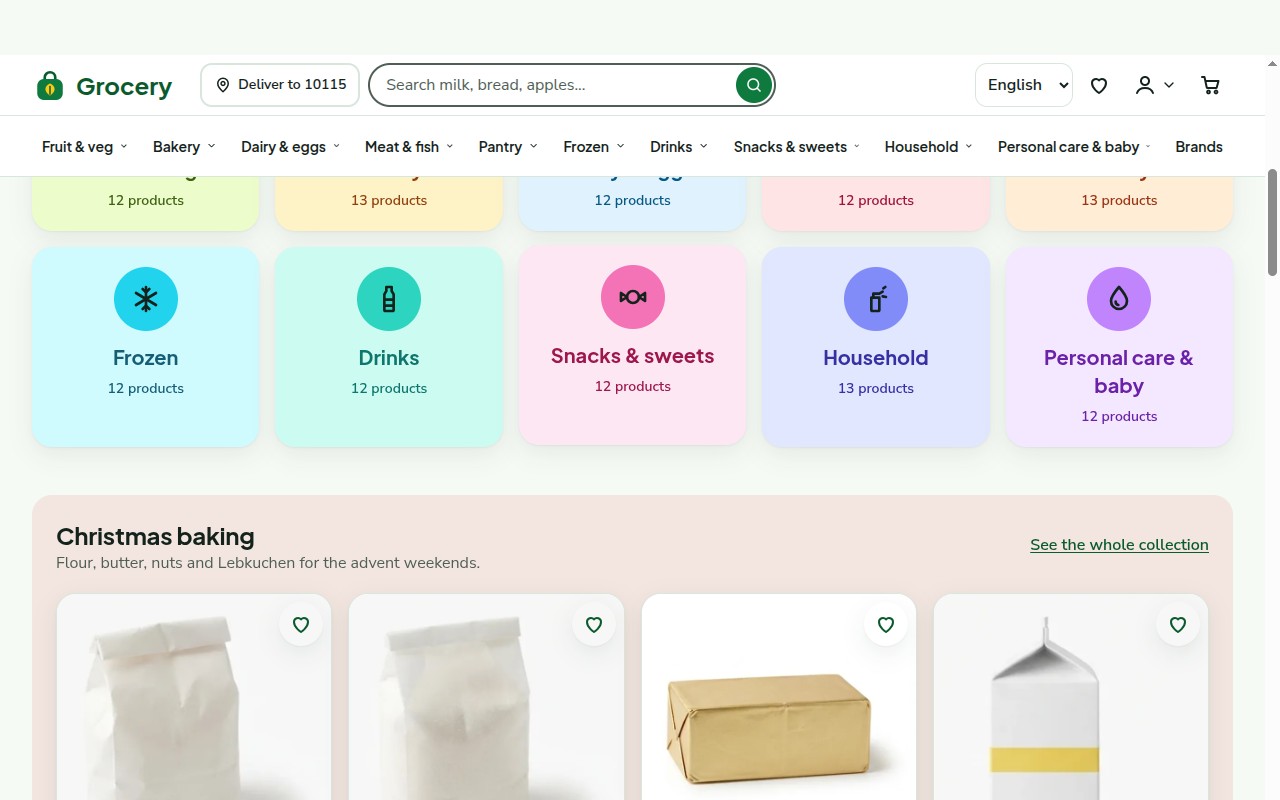 Grocery
Deliver to 10115
Search milk, bread, apples...
English
Fruit & veg
Bakery
Dairy & eggs
Meat & fish
Pantry
Frozen
Drinks
Snacks & sweets
Household
Personal care & baby
Brands
12 products
13 products
12 products
12 products
13 products
Frozen
12 products
Drinks
12 products
Snacks & sweets
12 products
Household
13 products
Personal care &
baby
12 products
Christmas baking
Flour, butter, nuts and Lebkuchen for the advent weekends.
See the whole collection